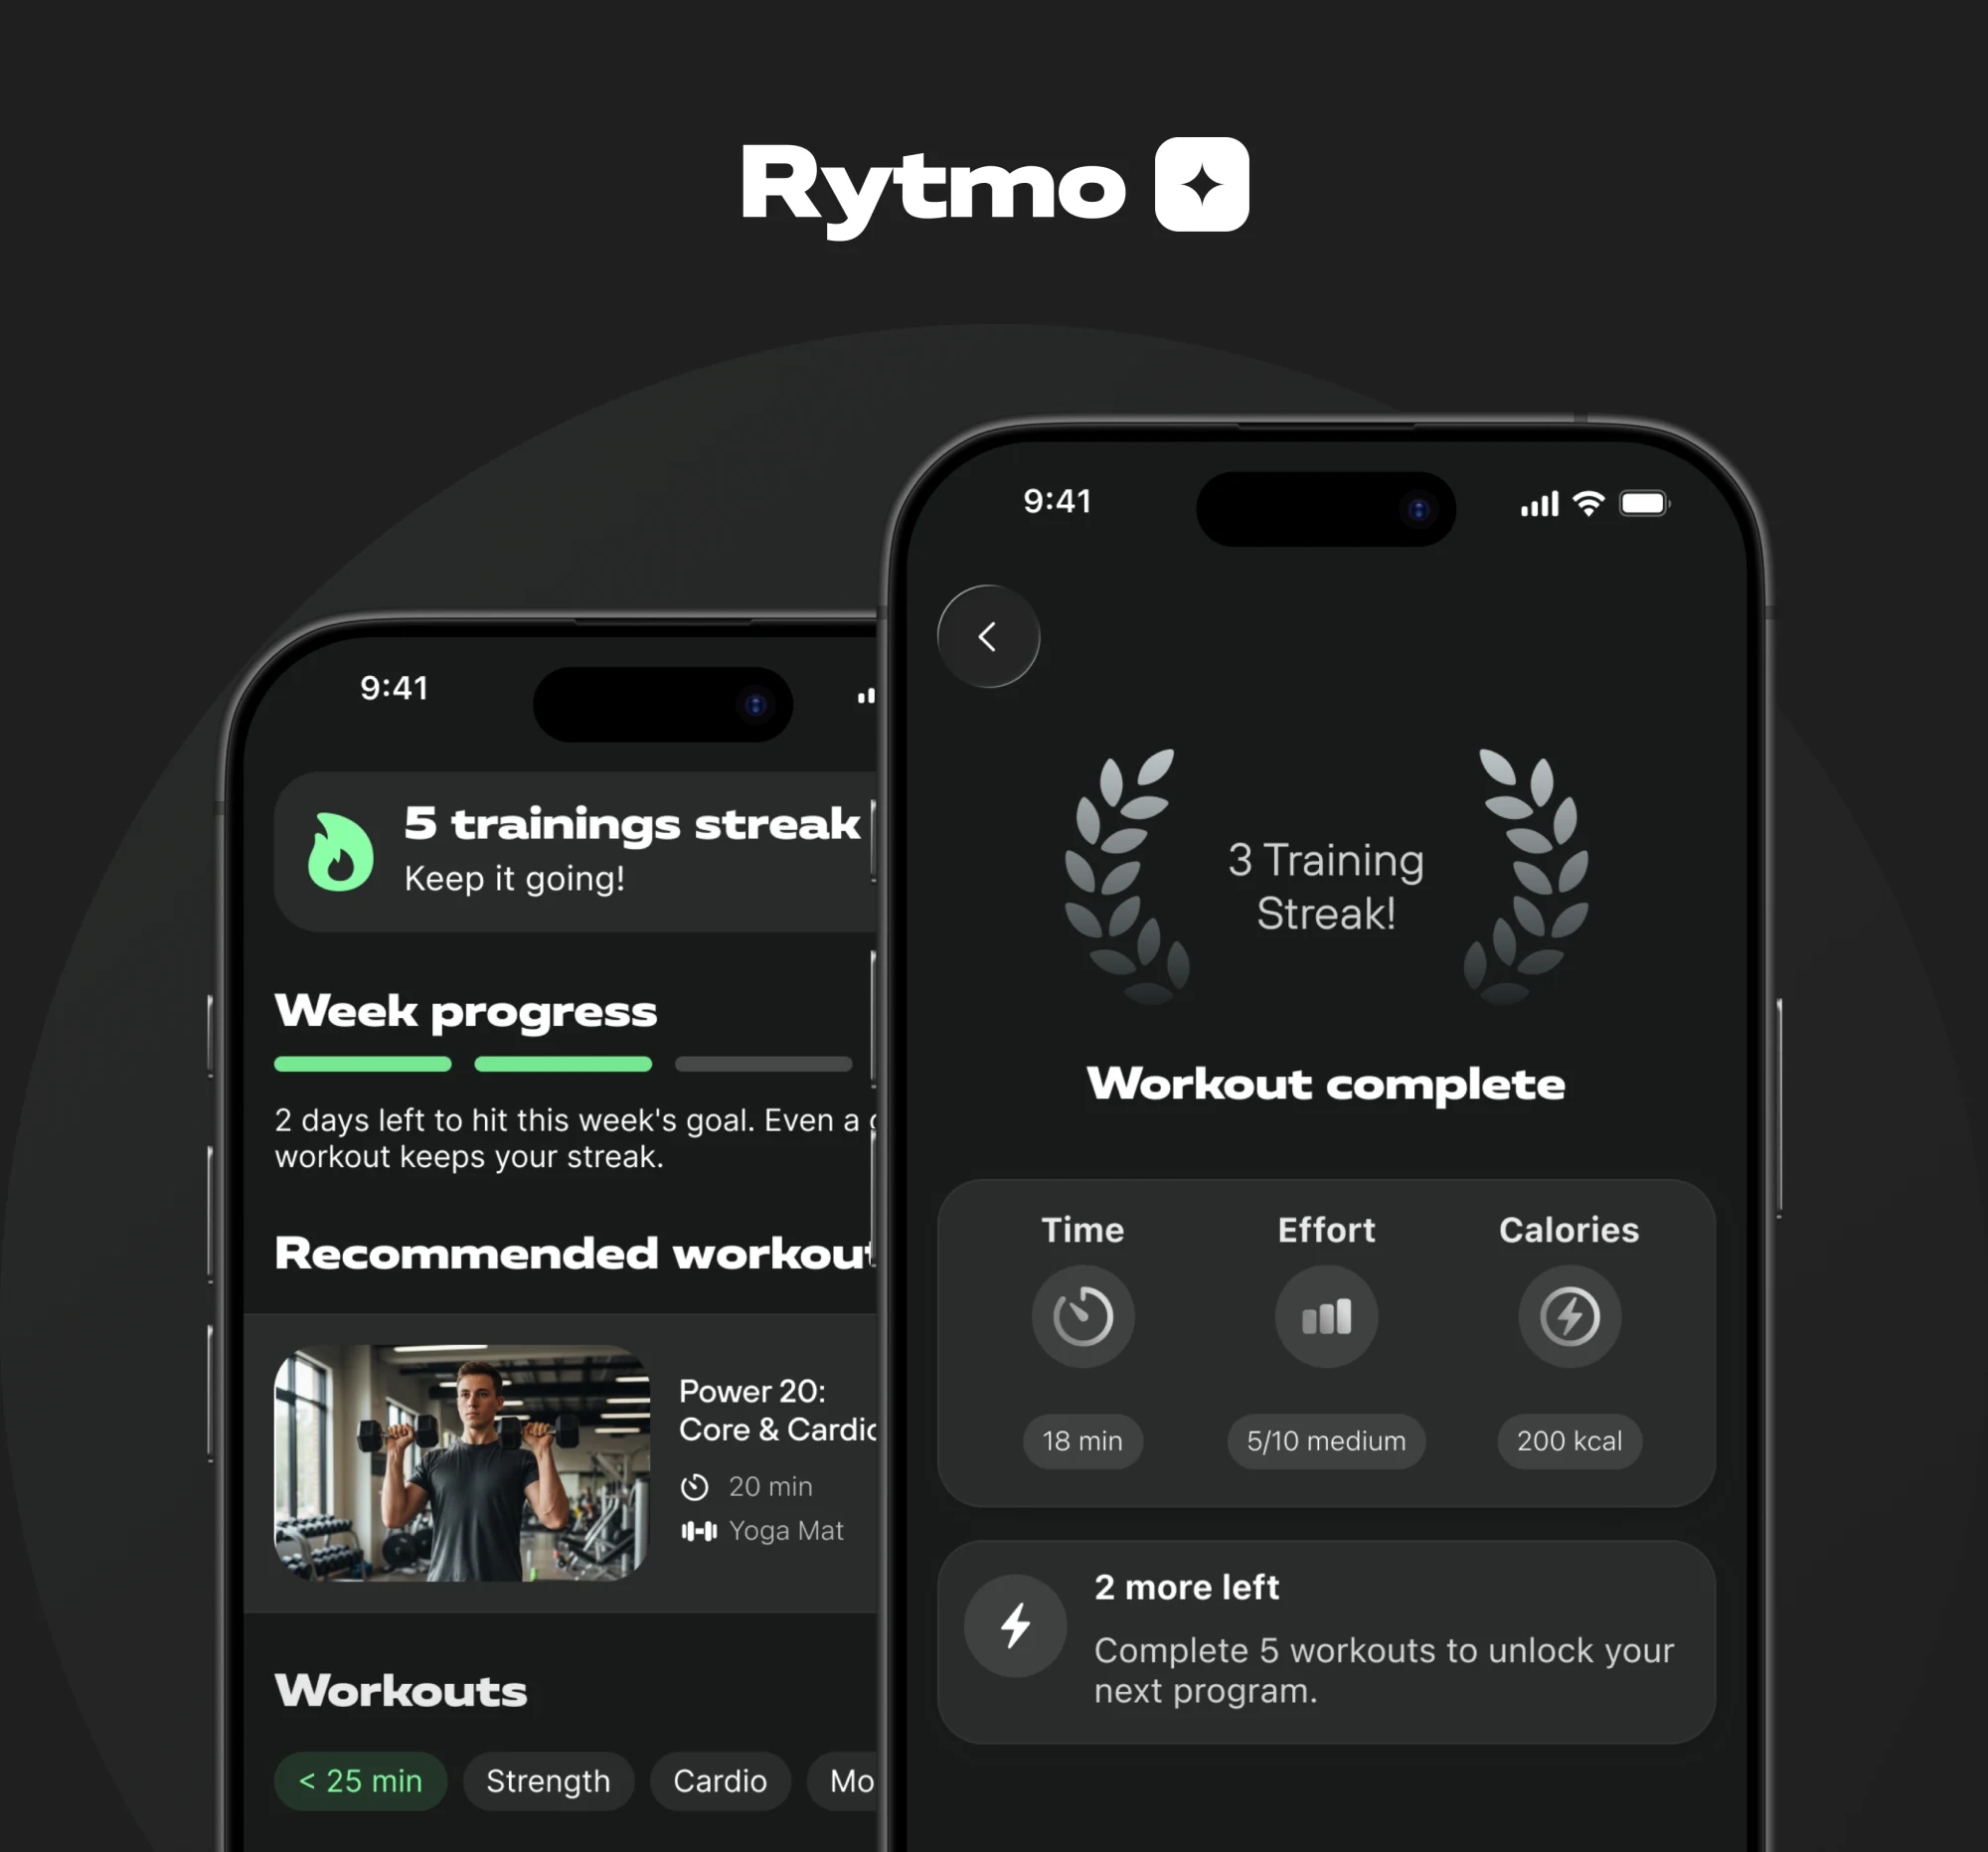 Rytmo
9:41
5 trainings streak
Keep it going!
Week progress
2 days left to hit this week's goal. Even a
workout keeps your streak.
Recommended
Power 20:
Core &
20 min
Yoga Mat
Workouts
< 25 min
Strength
Cardio
9:41
3 Training
Streak!
Workout complete
Time
Effort
Calories
18 min
5/10 medium
200 kcal
2 more left
Complete 5 workouts to unlock your
next program.